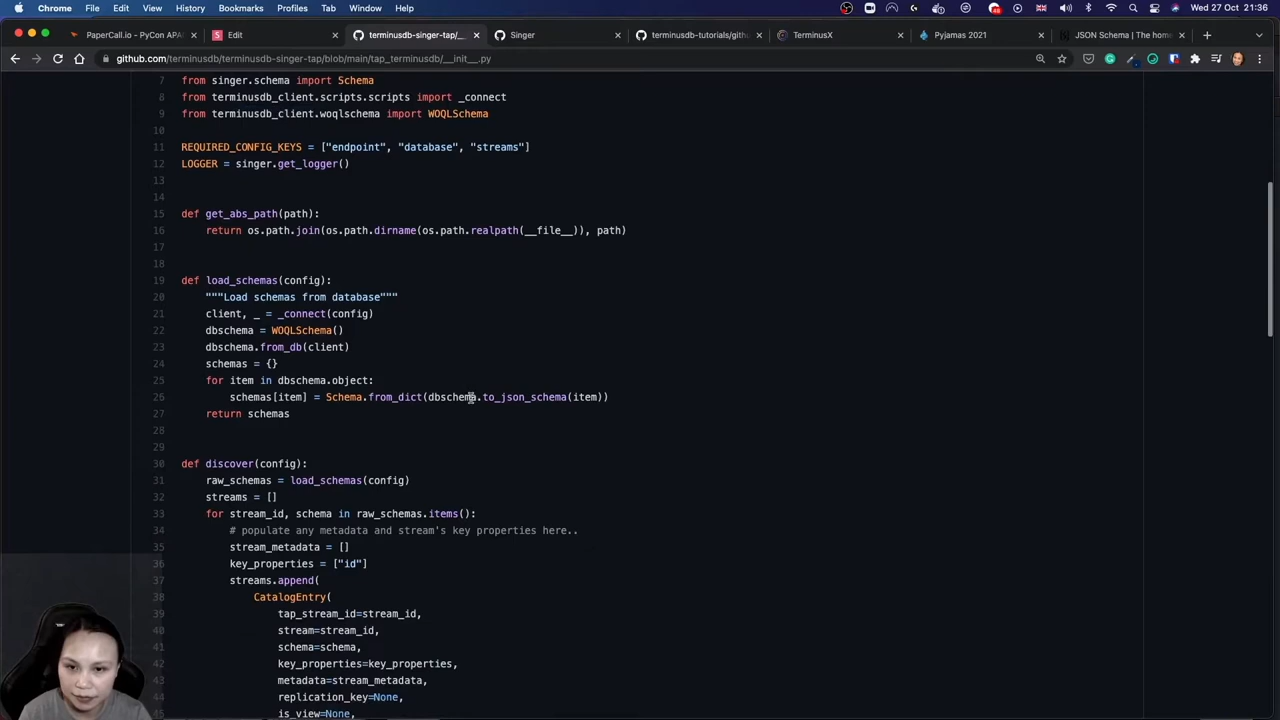 Chrome File Edit View History Bookmarks Profiles Tab Window Help Wed 27 Oct 21:36
PaperCall.io - PyCon APA Edit terminusdb-singer-tap/__ Singer terminusdb-tutorials/githu TerminusX Pyjamas 2021 JSON Schema | The home
github.com/terminusdb/terminusdb-singer-tap/blob/main/tap_terminusdb/__init__.py
7 from singer.schema import Schema
8 from terminusdb_client.scripts.scripts import _connect
9 from terminusdb_client.woqlschema import WOQLSchema
10
11 REQUIRED_CONFIG_KEYS = ["endpoint", "database", "streams"]
12 LOGGER = singer.get_logger()
13
14
15 def get_abs_path(path):
16 return os.path.join(os.path.dirname(os.path.realpath(__file__)), path)
17
18
19 def load_schemas(config):
20 """Load schemas from database"""
21 client, _ = _connect(config)
22 dbschema = WOQLSchema()
23 dbschema.from_db(client)
24 schemas = {}
25 for item in dbschema.object:
26 schemas[item] = Schema.from_dict(dbschema.to_json_schema(item))
27 return schemas
28
29
30 def discover(config):
31 raw_schemas = load_schemas(config)
32 streams = []
33 for stream_id, schema in raw_schemas.items():
34 # populate any metadata and stream's key properties here..
35 stream_metadata = []
36 key_properties = ["id"]
37 streams.append(
38 CatalogEntry(
39 tap_stream_id=stream_id,
40 stream=stream_id,
41 schema=schema,
42 key_properties=key_properties,
43 metadata=stream_metadata,
44 replication_key=None,
45 is_view=None,